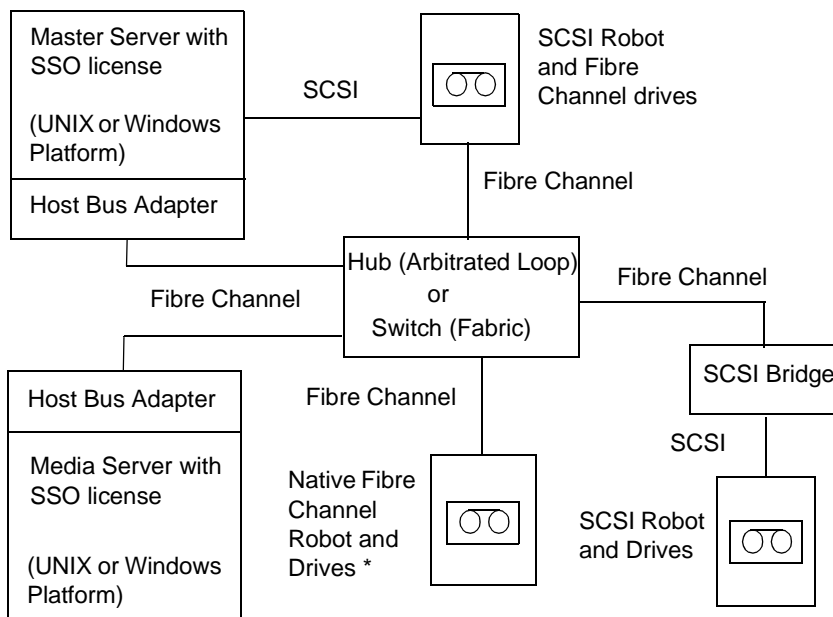 Master Server with
SSO license
(UNIX or Windows
Platform)
Host Bus Adapter
SCSI
SCSI Robot
and Fibre
Channel drives
Fibre Channel
Hub (Arbitrated Loop)
or
Switch (Fabric)
Fibre Channel
Fibre Channel
SCSI Bridge
SCSI
SCSI Robot
and Drives
Fibre Channel
Native Fibre
Channel
Robot and
Drives *
Host Bus Adapter
Media Server with
SSO license
(UNIX or Windows
Platform)